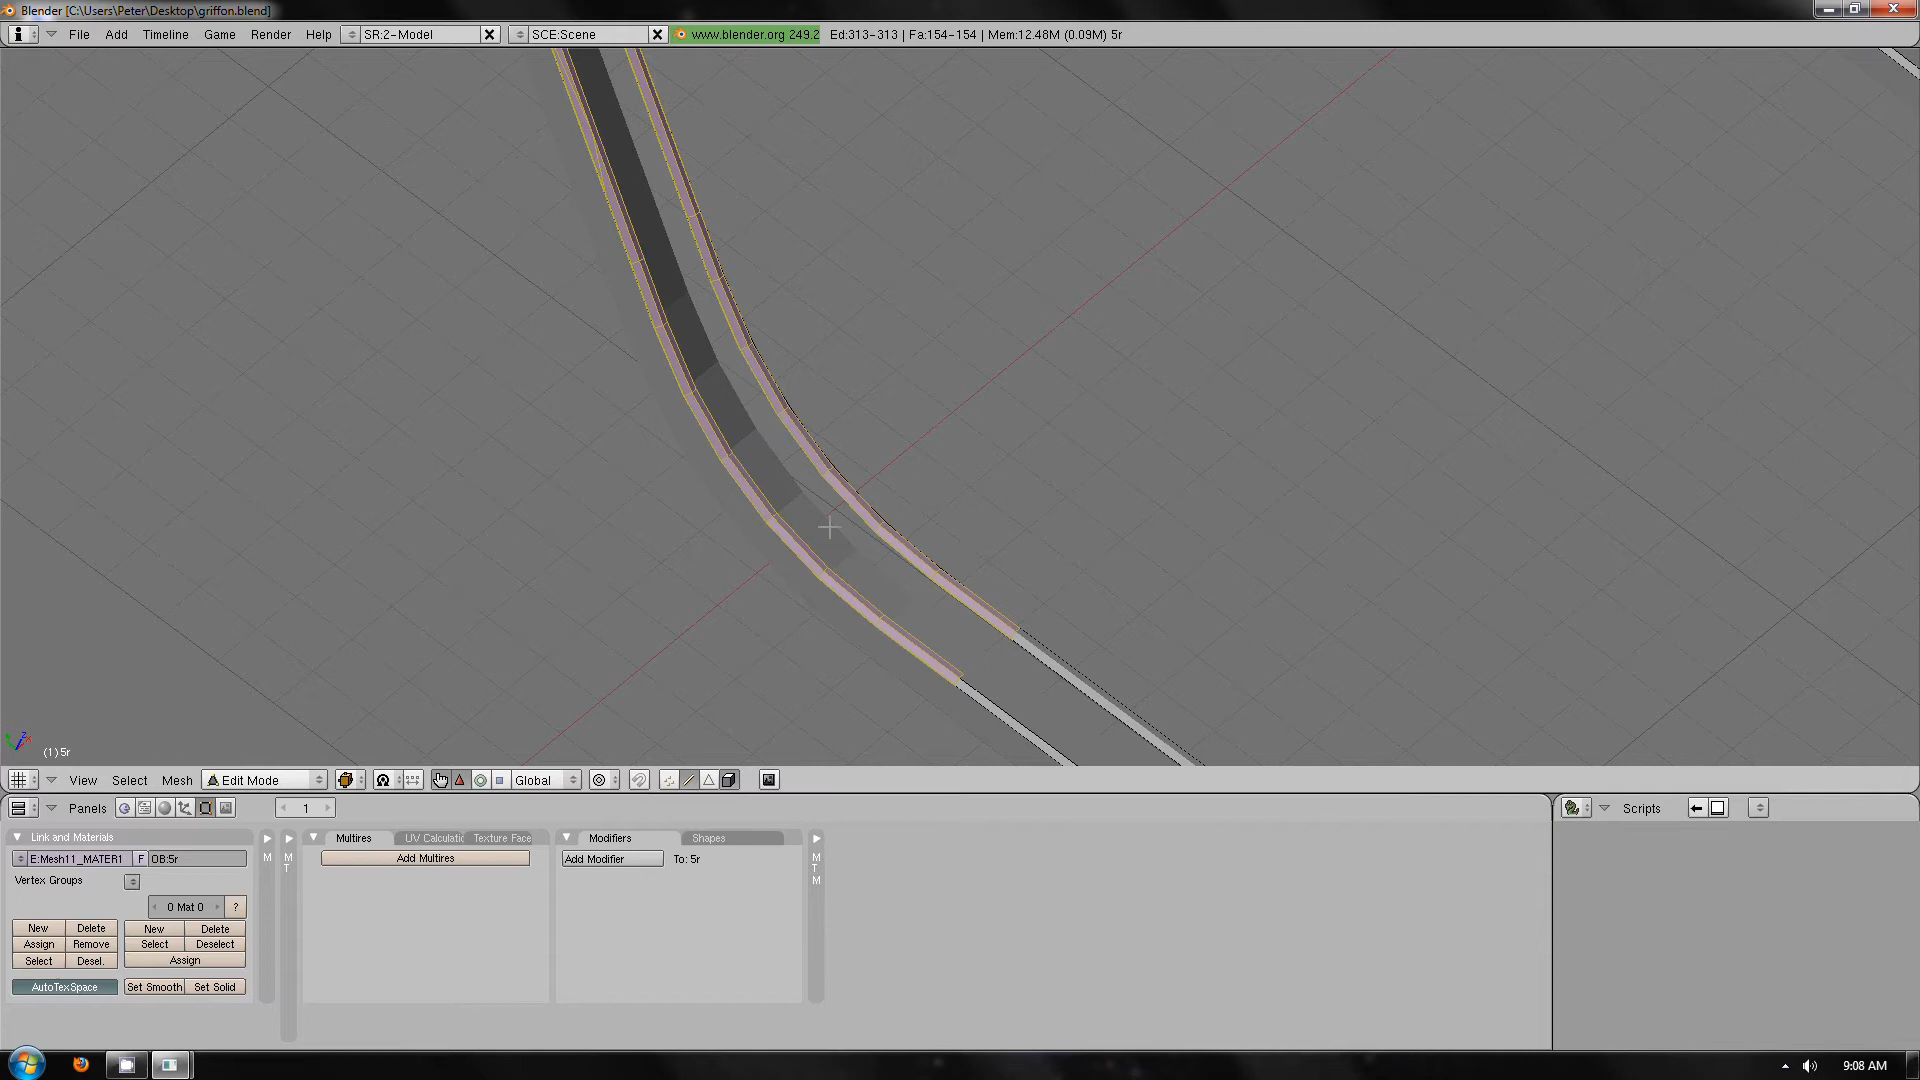 Blender [C:\Users\Peter\Desktop\griffon.blend]
File Add Timeline Game Render Help SR:2-Model SCE:Scene www.blender.org 249.2 Ed:313-313 | Fa:154-154 | Mem:12.48M (0.09M) 5r
(1) 5r
View Select Mesh Edit Mode Global
Panels 1 Scripts
Link and Materials Multires UV Calculatic Texture Face Modifiers Shapes
E:Mesh11_MATER1 F OB:5r Add Multires Add Modifier To: 5r
M M M
T T
M
Vertex Groups
0 Mat 0 ?
New Delete New Delete
Assign Remove Select Deselect
Select Desel. Assign
AutoTexSpace Set Smooth Set Solid
9:08 AM